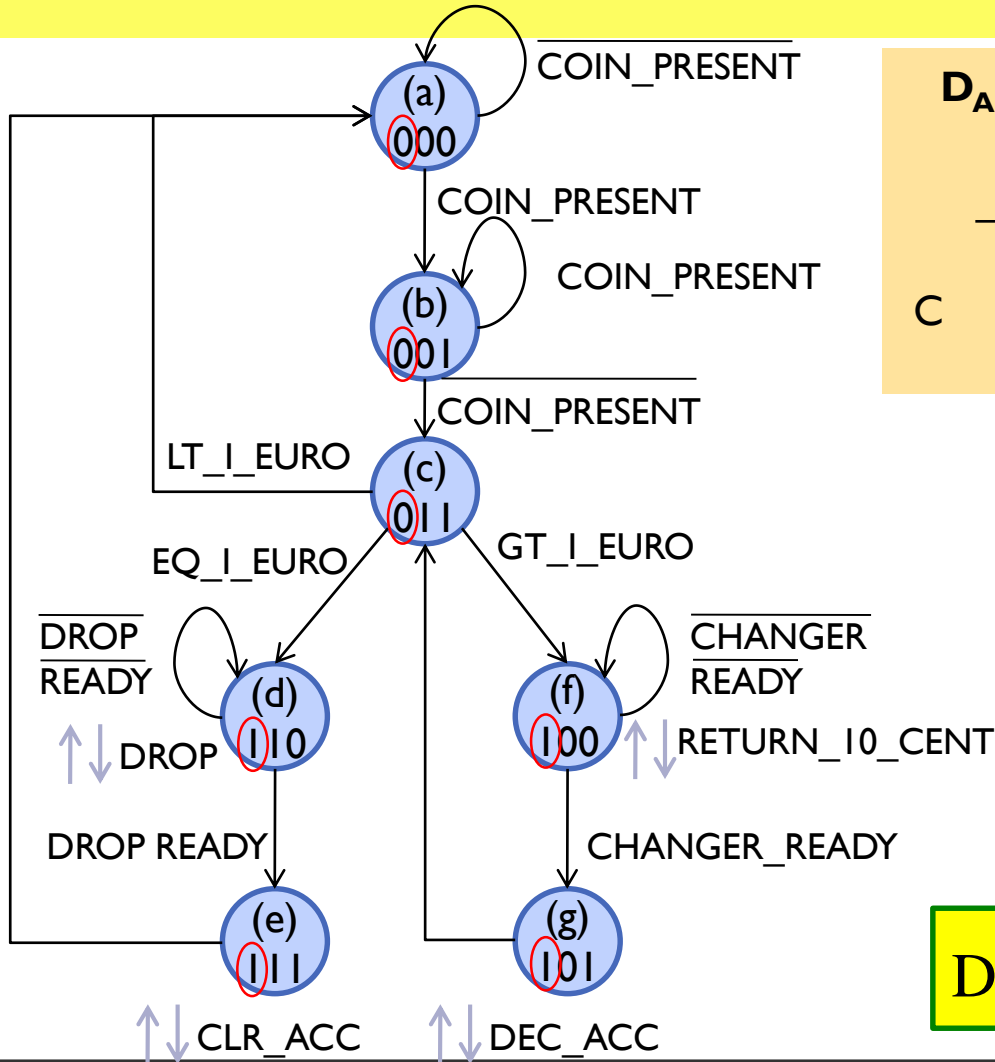 COIN_PRESENT
(a)
000
COIN_PRESENT
(b)
001
COIN_PRESENT
COIN_PRESENT
LT_1_EURO
(c)
011
EQ_1_EURO
GT_1_EURO
DROP
READY
(d)
110
DROP
CHANGER
READY
(f)
100
RETURN_10_CENT
DROP READY
CHANGER_READY
(e)
111
CLR_ACC
(g)
101
DEC_ACC
DA
C
D